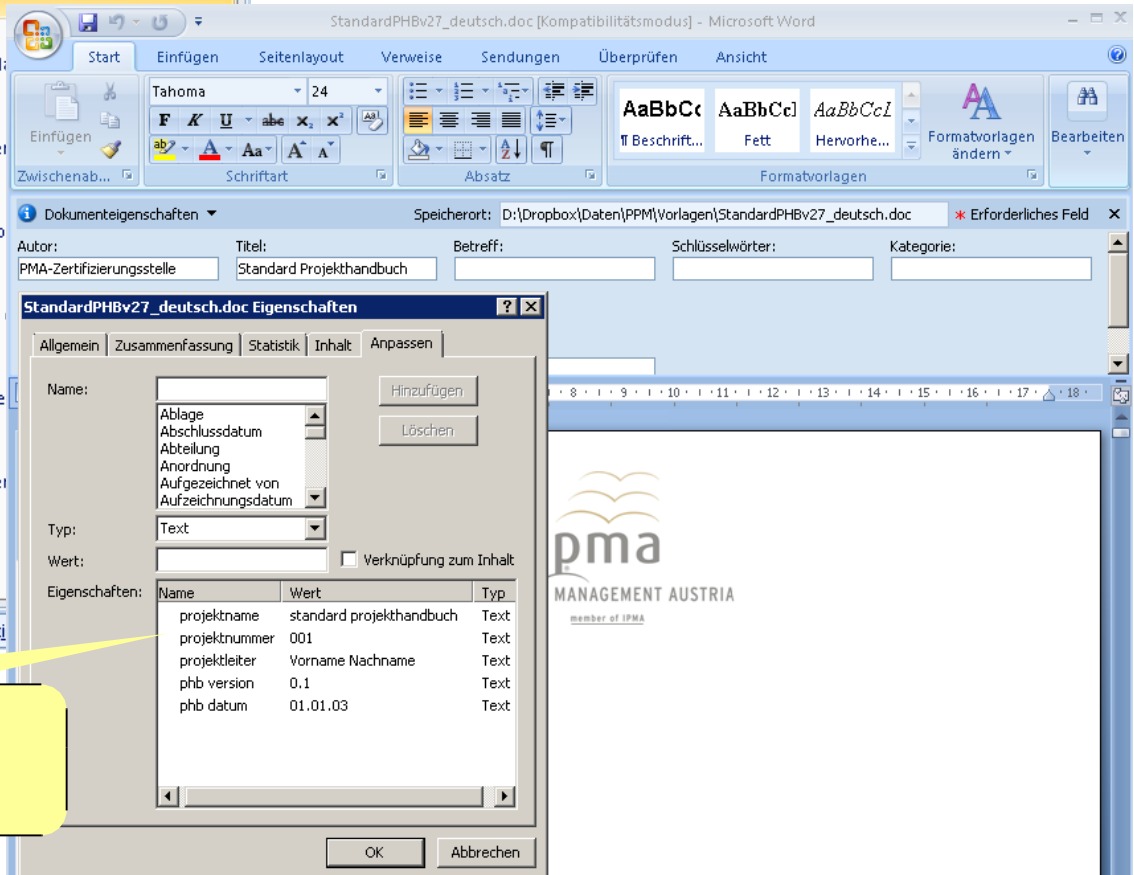 StandardPHBv27_deutsch.doc [Kompatibilitätsmodus] - Microsoft Word
Start Einfügen Seitenlayout Verweise Sendungen Überprüfen Ansicht
Tahoma 24
F K U abe x₂ x² AB
ab Aa A A
Einfügen
AaBbCc AaBbCc] AaBbCcI
¶ Beschrift... Fett Hervorhe...
Formatvorlagen ändern
Bearbeiten
Zwischenab... Schriftart Absatz Formatvorlagen
Dokumenteigenschaften Speicherort: D:\Dropbox\Daten\PPM\Vorlagen\StandardPHBv27_deutsch.doc * Erforderliches Feld
Autor: Titel: Betreff: Schlüsselwörter: Kategorie:
PMA-Zertifizierungsstelle Standard Projekthandbuch
StandardPHBv27_deutsch.doc Eigenschaften
Allgemein Zusammenfassung Statistik Inhalt Anpassen
Name: Hinzufügen
Löschen
Ablage
Abschlussdatum
Abteilung
Anordnung
Aufgezeichnet von
Aufzeichnungsdatum
Typ: Text
Wert: Verknüpfung zum Inhalt
Eigenschaften: Name Wert Typ
projektname standard projekthandbuch Text
projektnummer 001 Text
projektleiter Vorname Nachname Text
phb version 0.1 Text
phb datum 01.01.03 Text
OK Abbrechen
8 9 10 11 12 13 14 15 16 17 18
pma
MANAGEMENT AUSTRIA
member of IPMA